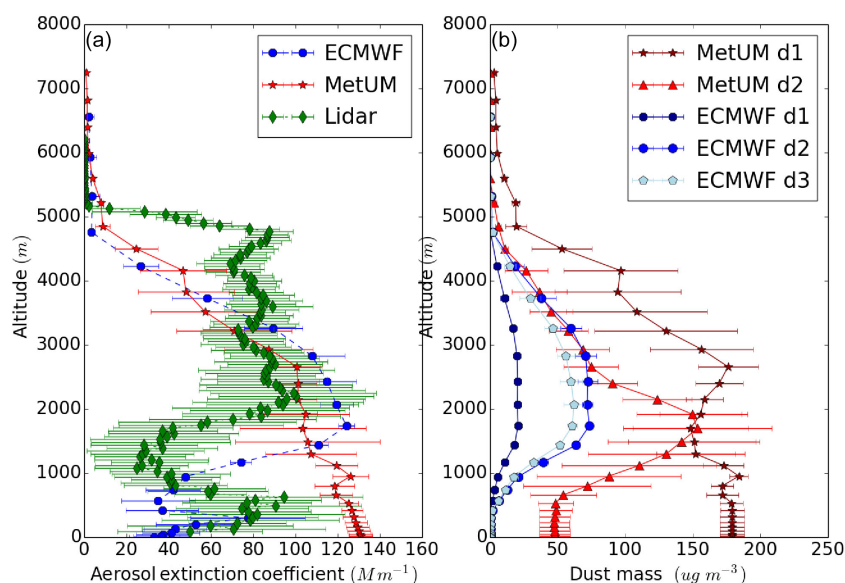 (a)
ECMWF
MetUM
Lidar
8000
7000
6000
5000
4000
3000
2000
1000
0
Altitude (m)
0 20 40 60 80 100 120 140 160
Aerosol extinction coefficient (Mm⁻¹)
(b)
MetUM d1
MetUM d2
ECMWF d1
ECMWF d2
ECMWF d3
8000
7000
6000
5000
4000
3000
2000
1000
0
Altitude (m)
0 50 100 150 200 250
Dust mass (ug m⁻³)